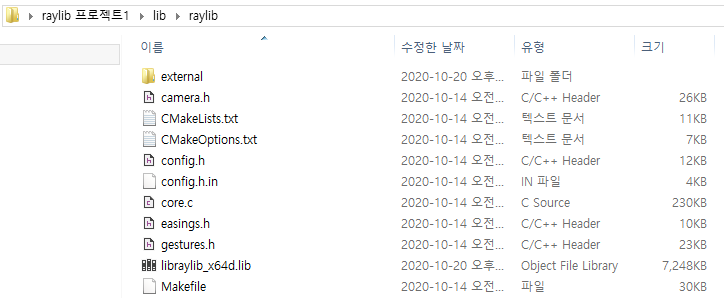 raylib 프로젝트1 lib raylib
이름 수정한 날짜 유형 크기
external 2020-10-20 오후... 파일 폴더
camera.h 2020-10-14 오전... C/C++ Header 26KB
CMakeLists.txt 2020-10-14 오전... 텍스트 문서 11KB
CMakeOptions.txt 2020-10-14 오전... 텍스트 문서 7KB
config.h 2020-10-14 오전... C/C++ Header 12KB
config.h.in 2020-10-14 오전... IN 파일 4KB
core.c 2020-10-14 오전... C Source 230KB
easings.h 2020-10-14 오전... C/C++ Header 10KB
gestures.h 2020-10-14 오전... C/C++ Header 23KB
libraylib_x64d.lib 2020-10-20 오후... Object File Library 7,248KB
Makefile 2020-10-14 오전... 파일 30KB